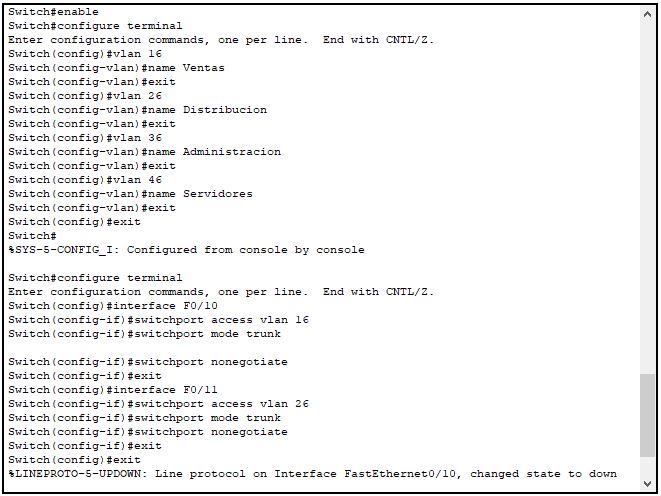 Switch#enable
Switch#configure terminal
Enter configuration commands, one per line.  End with CNTL/Z.
Switch(config)#vlan 16
Switch(config-vlan)#name Ventas
Switch(config-vlan)#exit
Switch(config)#vlan 26
Switch(config-vlan)#name Distribucion
Switch(config-vlan)#exit
Switch(config)#vlan 36
Switch(config-vlan)#name Administracion
Switch(config-vlan)#exit
Switch(config)#vlan 46
Switch(config-vlan)#name Servidores
Switch(config-vlan)#exit
Switch(config)#exit
Switch#
%SYS-5-CONFIG_I: Configured from console by console
Switch#configure terminal
Enter configuration commands, one per line.  End with CNTL/Z.
Switch(config)#interface F0/10
Switch(config-if)#switchport access vlan 16
Switch(config-if)#switchport mode trunk
Switch(config-if)#switchport nonegotiate
Switch(config-if)#exit
Switch(config)#interface F0/11
Switch(config-if)#switchport access vlan 26
Switch(config-if)#switchport mode trunk
Switch(config-if)#switchport nonegotiate
Switch(config-if)#exit
Switch(config)#exit
%LINEPROTO-5-UPDOWN: Line protocol on Interface FastEthernet0/10, changed state to down